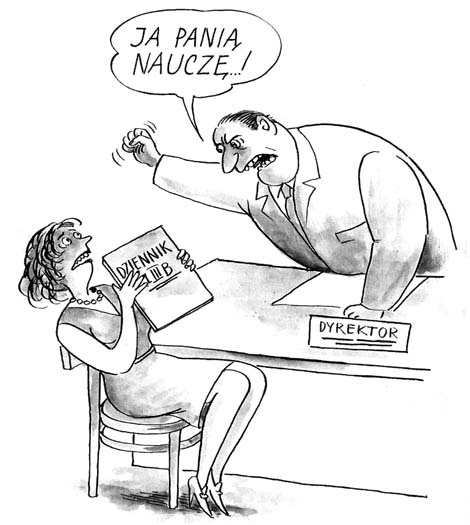 JA PANIĄ
NAUCZĘ...!
DZIENNIK
III B
DYREKTOR